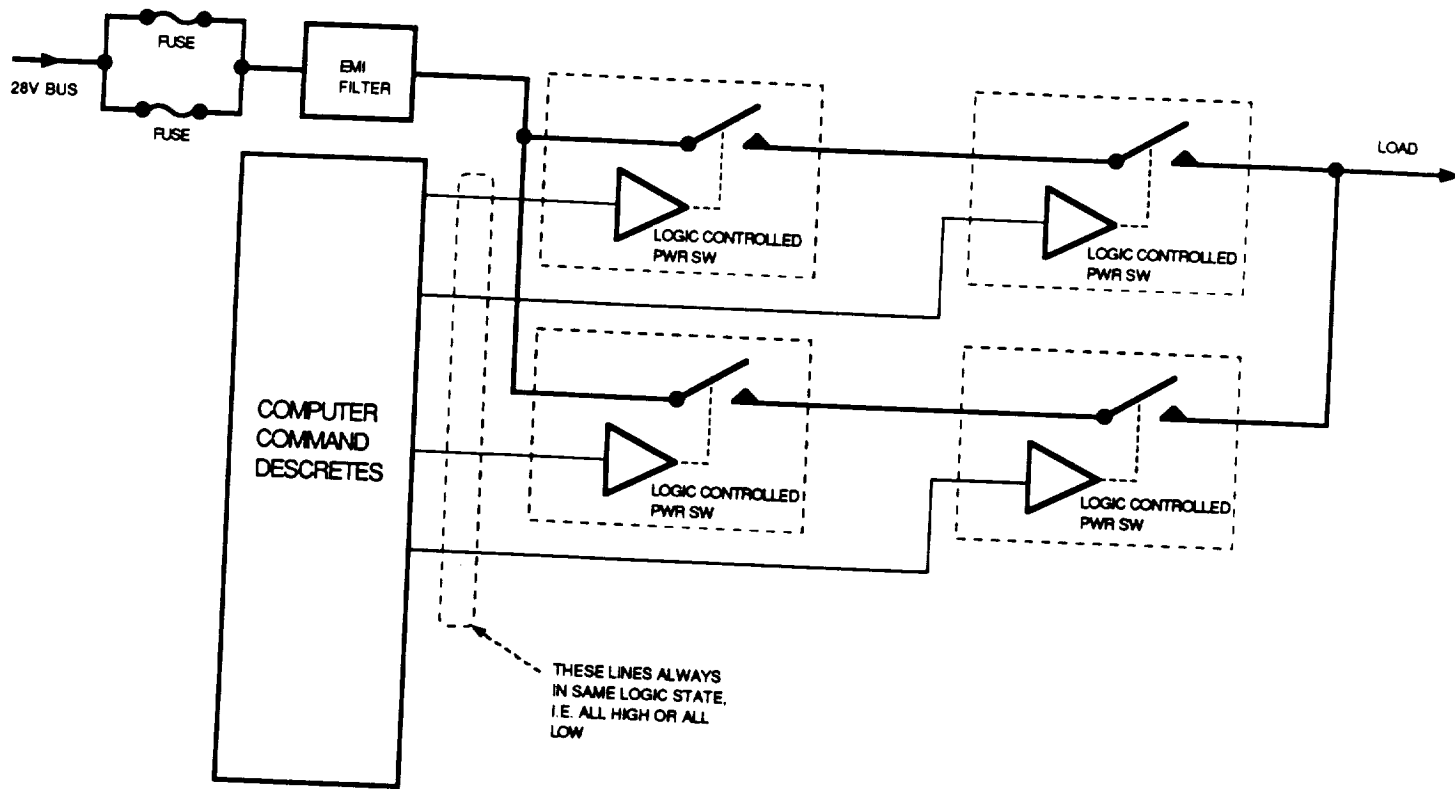 FUSE
28V BUS
FUSE
EMI
FILTER
LOAD
LOGIC CONTROLLED
PWR SW
LOGIC CONTROLLED
PWR SW
COMPUTER
COMMAND
DESCRETES
LOGIC CONTROLLED
PWR SW
LOGIC CONTROLLED
PWR SW
THESE LINES ALWAYS
IN SAME LOGIC STATE,
I.E. ALL HIGH OR ALL
LOW